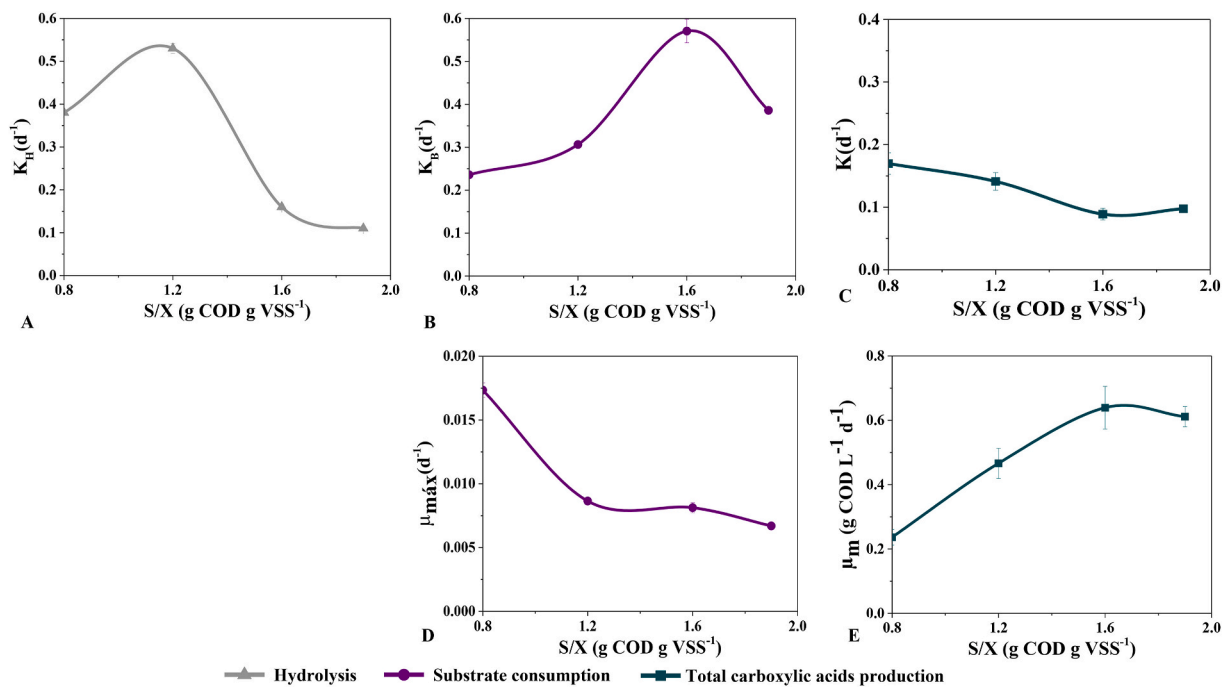 0.6
0.5
0.4
0.3
0.2
0.1
0.0
K_H(d⁻¹)
0.8 1.2 1.6 2.0
S/X (g COD g VSS⁻¹)
A
0.6
0.5
0.4
0.3
0.2
0.1
0.0
K_B(d⁻¹)
0.8 1.2 1.6 2.0
S/X (g COD g VSS⁻¹)
B
0.4
0.3
0.2
0.1
0.0
K(d⁻¹)
0.8 1.2 1.6 2.0
S/X (g COD g VSS⁻¹)
C
0.020
0.015
0.010
0.005
0.000
μmáx(d⁻¹)
0.8 1.2 1.6 2.0
S/X (g COD g VSS⁻¹)
D
0.8
0.6
0.4
0.2
0.0
μm (g COD L⁻¹ d⁻¹)
0.8 1.2 1.6 2.0
S/X (g COD g VSS⁻¹)
E
Hydrolysis Substrate consumption Total carboxylic acids production